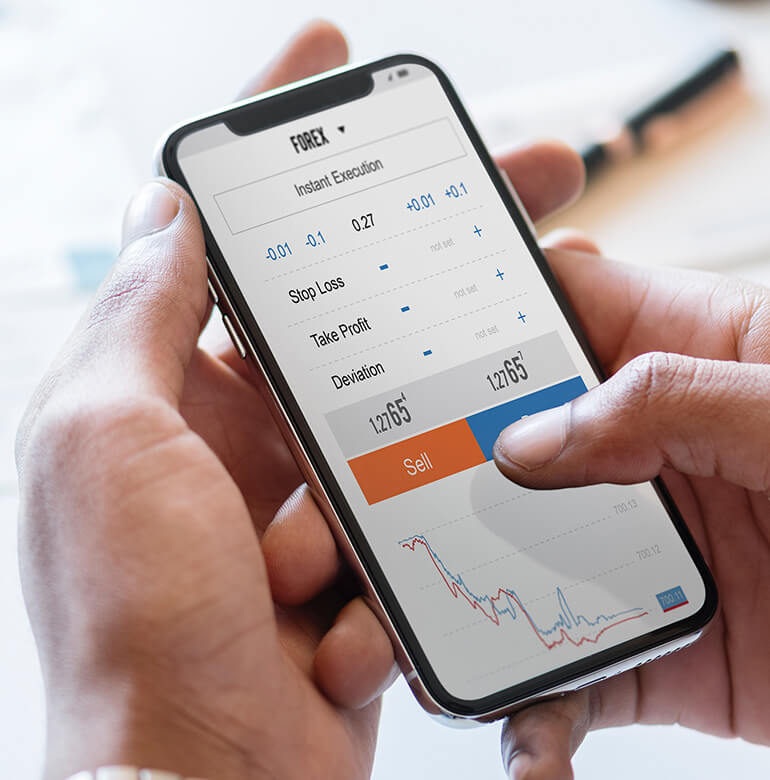 FOREX ▼
Instant Execution
-0.01 -0.1 0.27 +0.01 +0.1
Stop Loss - not set +
Take Profit - not set +
Deviation - not set +
1.2765 1.2765⁷
Sell
700.13
700.12
700.11